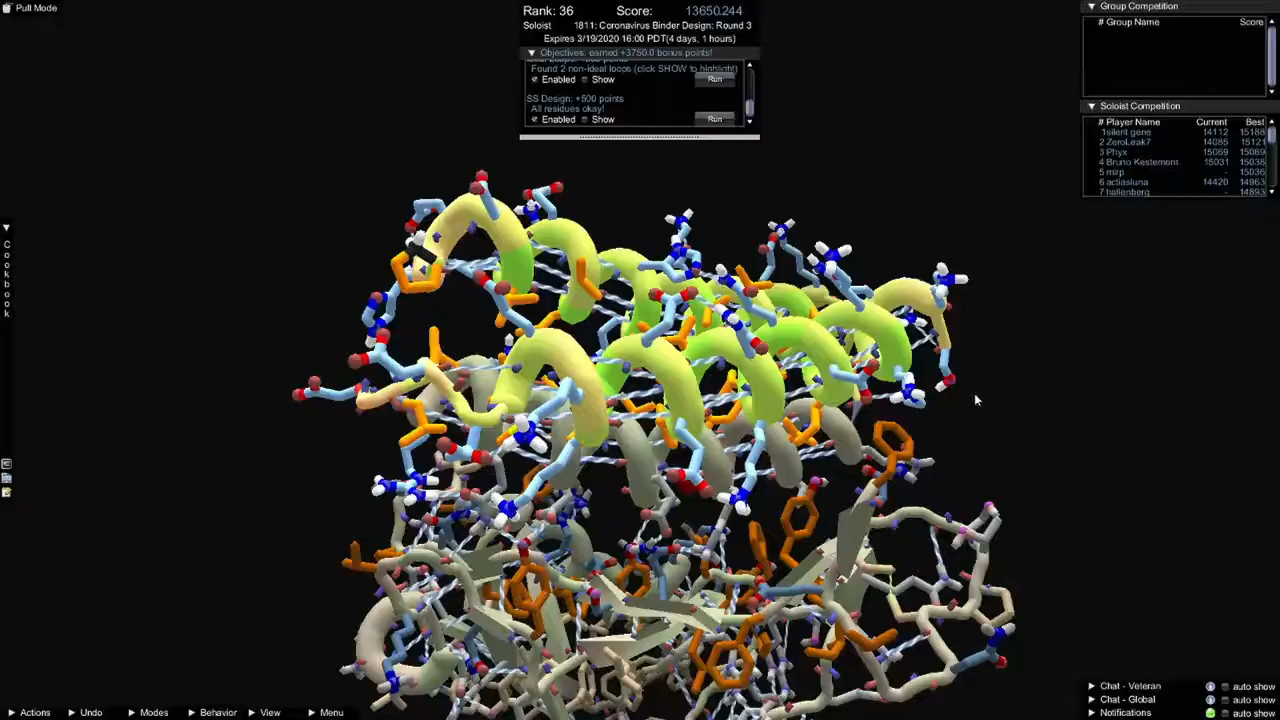 Pull Mode
Rank: 36 Score: 13650.244
Soloist 1811: Coronavirus Binder Design: Round 3
Expires 3/19/2020 16:00 PDT(4 days, 1 hours)
Objectives: earned +3750.0 bonus points!
Found 2 non-ideal loops (click SHOW to highlight)
Enabled Show Run
SS Design: +500 points
All residues okay!
Enabled Show Run
Group Competition
# Group Name Score
Soloist Competition
# Player Name Current Best
1 silent gene 14112 15188
2 ZeroLeak7 14085 15121
3 Phyx 15069 15069
4 Bruno Kestemont 15031 15038
5 mirp - 15036
6 actiasluna 14420 14963
7 hallenberg - 14893
Cookbook
Actions Undo Modes Behavior View Menu
Chat - Veteran auto show
Chat - Global auto show
Notifications auto show